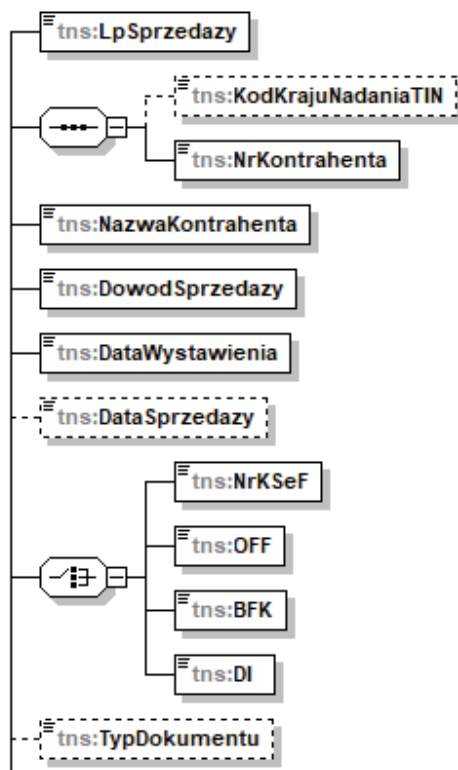 tns:LpSprzedazy
tns:KodKrajuNadaniaTIN
tns:NrKontrahenta
tns:NazwaKontrahenta
tns:DowodSprzedazy
tns:DataWystawienia
tns:DataSprzedazy
tns:NrKSeF
tns:OFF
tns:BFK
tns:DI
tns:TypDokumentu